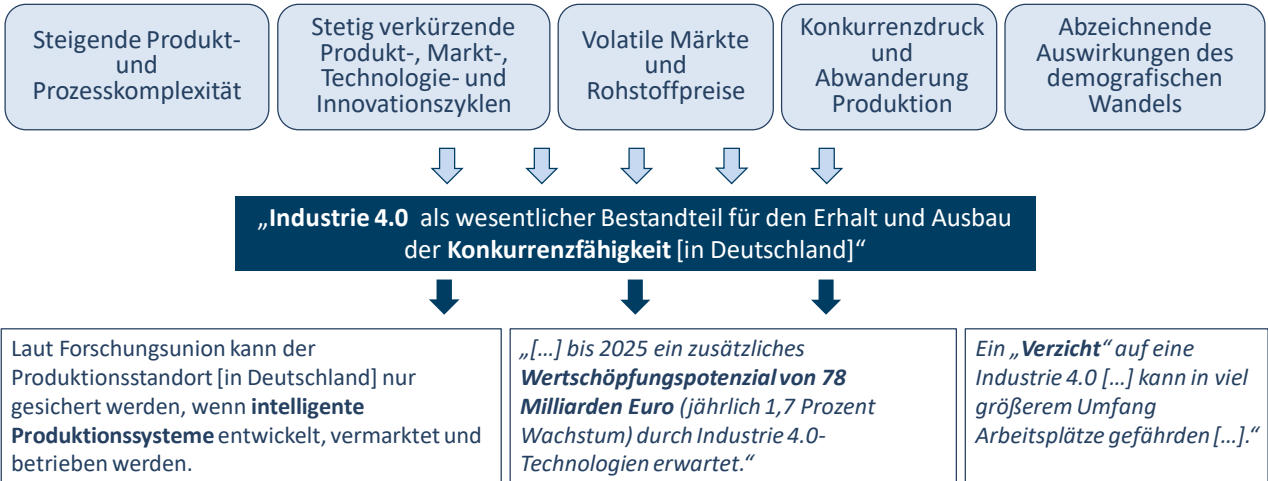 Steigende Produkt-
und
Prozesskomplexität
Stetig verkürzende
Produkt-, Markt-,
Technologie- und
Innovationszyklen
Volatile Märkte
und
Rohstoffpreise
Konkurrenzdruck
und
Abwanderung
Produktion
Abzeichnende
Auswirkungen des
demografischen
Wandels
„Industrie 4.0 als wesentlicher Bestandteil für den Erhalt und Ausbau
der Konkurrenzfähigkeit [in Deutschland]“
Laut Forschungsunion kann der
Produktionsstandort [in Deutschland] nur
gesichert werden, wenn intelligente
Produktionssysteme entwickelt, vermarktet und
betrieben werden.
„[…] bis 2025 ein zusätzliches
Wertschöpfungspotenzial von 78
Milliarden Euro (jährlich 1,7 Prozent
Wachstum) durch Industrie 4.0-
Technologien erwartet.“
Ein „Verzicht“ auf eine
Industrie 4.0 […] kann in viel
größerem Umfang
Arbeitsplätze gefährden […].“